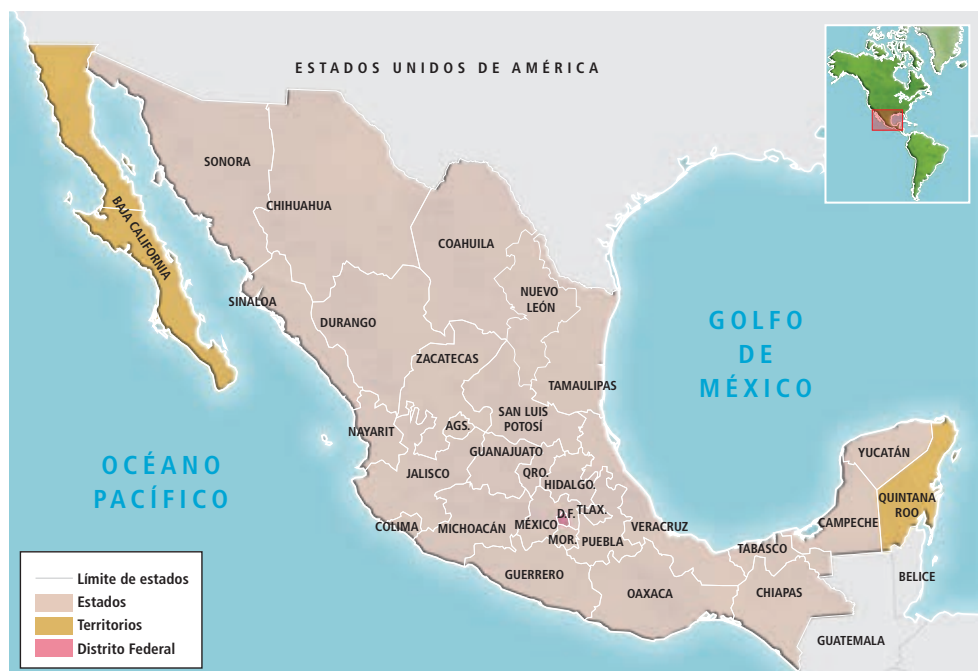 ESTADOS UNIDOS DE AMÉRICA
SONORA
CHIHUAHUA
BAJA CALIFORNIA
COAHUILA
SINALOA
NUEVO
LEÓN
DURANGO
GOLFO
DE
MÉXICO
ZACATECAS
TAMAULIPAS
SAN LUIS
POTOSÍ
NAYARIT
AGS.
GUANAJUATO
YUCATÁN
OCÉANO
PACÍFICO
JALISCO
QRO.
HIDALGO.
QUINTANA
ROO
COLIMA
MICHOACÁN
MÉXICO
D.F.
TLAX.
MOR.
PUEBLA
VERACRUZ
CAMPECHE
TABASCO
GUERRERO
OAXACA
CHIAPAS
BELICE
GUATEMALA
Límite de estados
Estados
Territorios
Distrito Federal